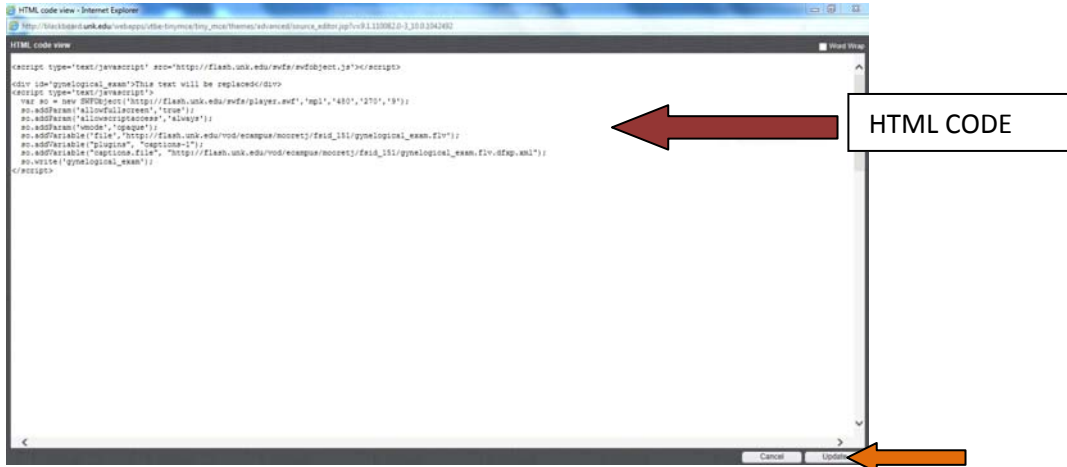 HTML code view - Internet Explorer
http://blackboard.unk.edu/webapps/vtbe-tinymce/tiny_mce/themes/advanced/source_editor.jsp?v=9.1.110082.0-3_10.0.1042492
HTML code view
Word Wrap
<script type='text/javascript' src='http://flash.unk.edu/swfs/swfobject.js'></script>
<div id='gynelogical_exam'>This text will be replaced</div>
<script type='text/javascript'>
var so = new SWFObject('http://flash.unk.edu/swfs/player.swf','mpl','480','270','9');
so.addParam('allowfullscreen','true');
so.addParam('allowscriptaccess','always');
so.addParam('wmode','opaque');
so.addVariable('file','http://flash.unk.edu/vod/ecampus/mooretj/fsid_151/gynelogical_exam.flv');
so.addVariable("plugins", "captions-1");
so.addVariable("captions.file", "http://flash.unk.edu/vod/ecampus/mooretj/fsid_151/gynelogical_exam.flv.dfxp.xml");
so.write('gynelogical_exam');
</script>
HTML CODE
Cancel
Update